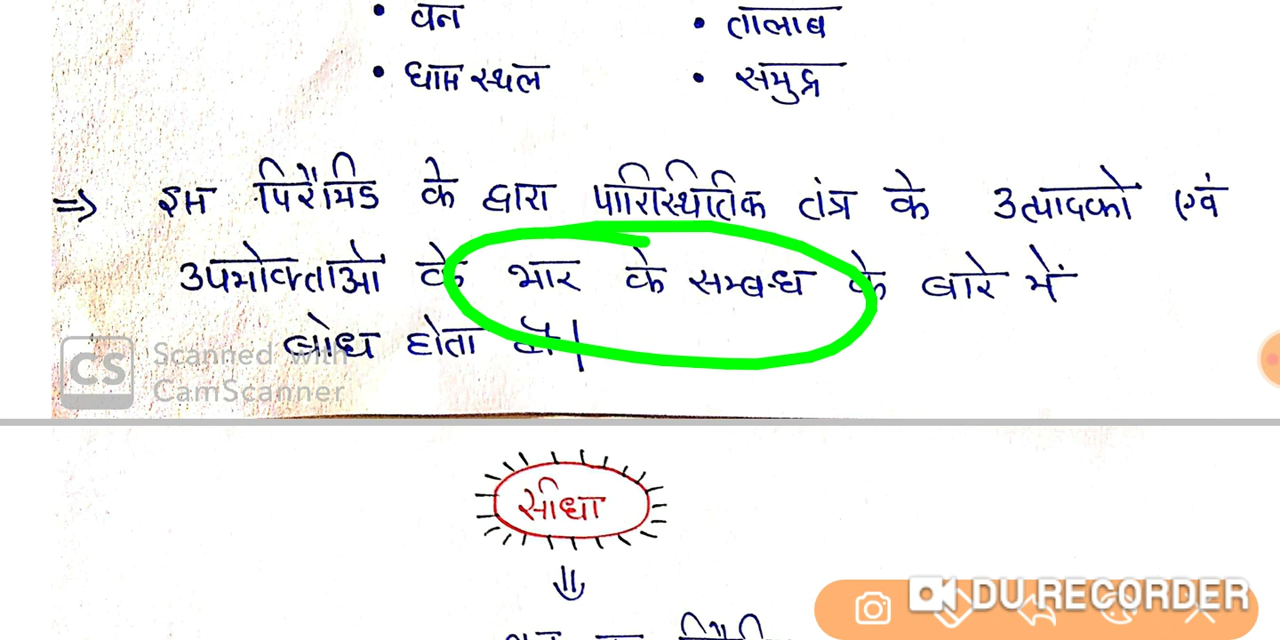 • वन • तालाब
• घास स्थल • समुद्र
⇒ इस पिरैमिड के द्वारा पारिस्थितिक तंत्र के उत्पादको एवं
उपभोक्ताओ के भार के सम्बन्ध के बारे में
बोध होता है।
CS Scanned with
CamScanner
सीधा
DU RECORDER